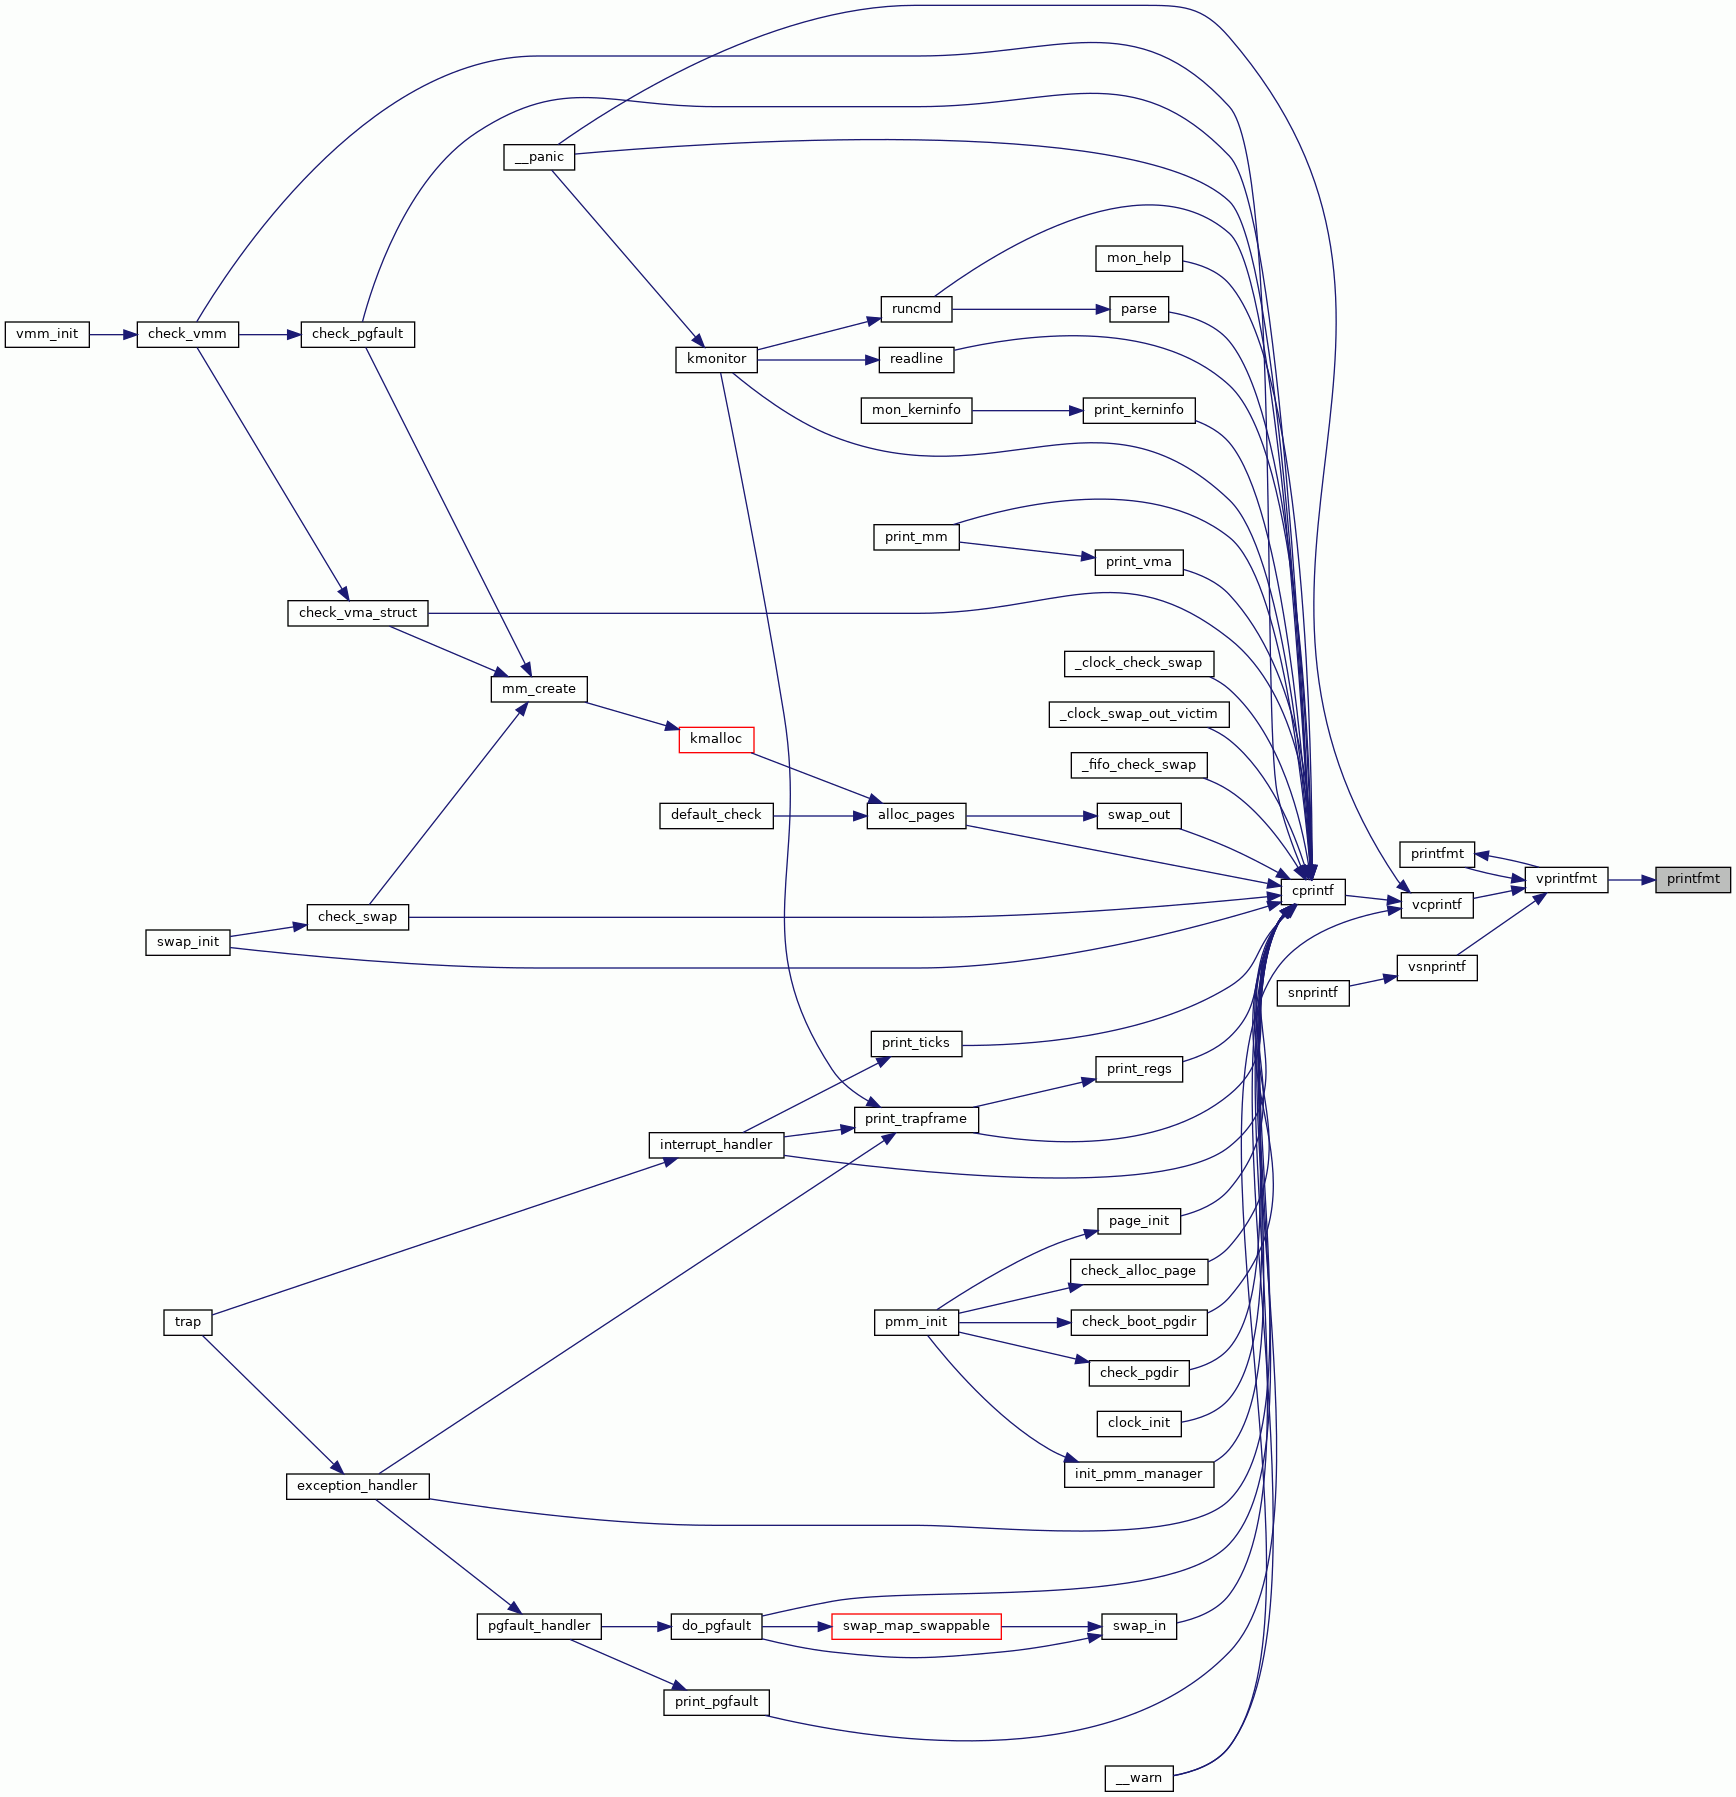 __panic
mon_help
runcmd
parse
vmm_init
check_vmm
check_pgfault
kmonitor
readline
mon_kerninfo
print_kerninfo
print_mm
print_vma
check_vma_struct
_clock_check_swap
mm_create
_clock_swap_out_victim
kmalloc
_fifo_check_swap
default_check
alloc_pages
swap_out
printfmt
vprintfmt
printfmt
cprintf
vcprintf
check_swap
swap_init
vsnprintf
snprintf
print_ticks
print_regs
print_trapframe
interrupt_handler
page_init
check_alloc_page
trap
pmm_init
check_boot_pgdir
check_pgdir
clock_init
init_pmm_manager
exception_handler
pgfault_handler
do_pgfault
swap_map_swappable
swap_in
print_pgfault
__warn